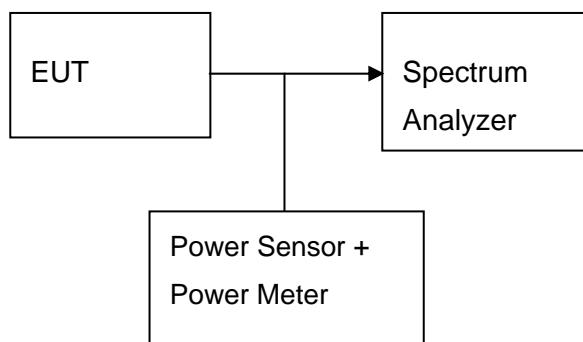 EUT
Spectrum
Analyzer
Power Sensor +
Power Meter